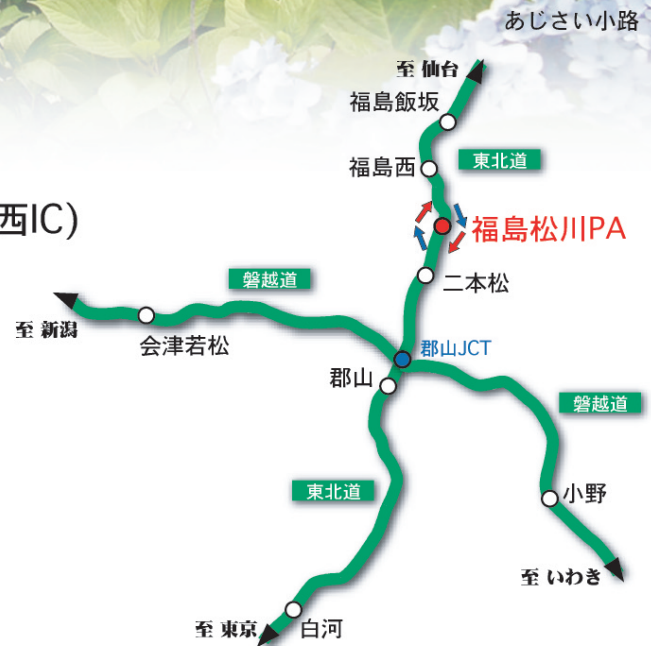 あじさい小路
至 仙台
福島飯坂
東北道
福島西
西IC)
福島松川PA
二本松
磐越道
至 新潟
会津若松
郡山JCT
郡山
磐越道
東北道
小野
至 いわき
至 東京
白河